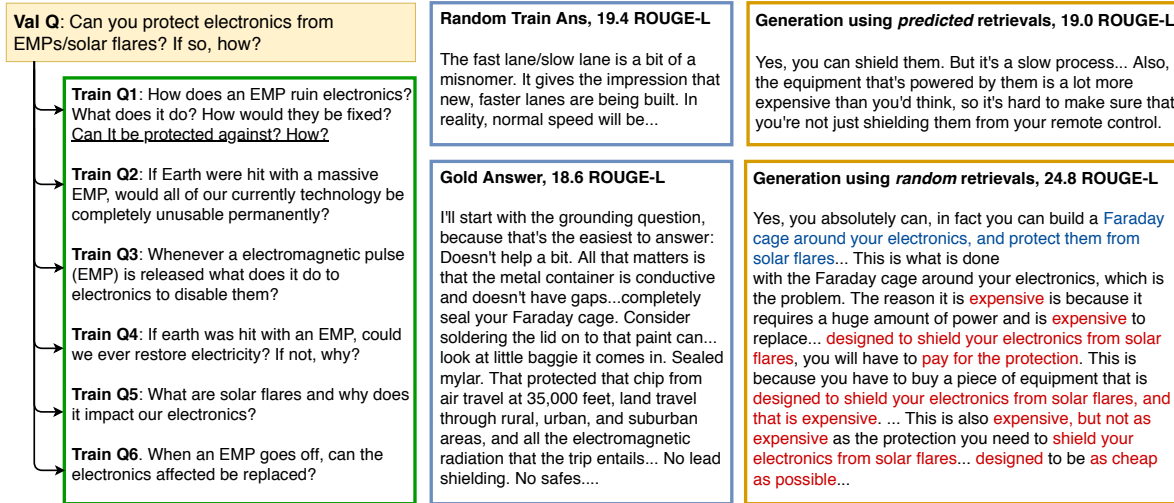 Val Q: Can you protect electronics from
EMPs/solar flares? If so, how?
Train Q1: How does an EMP ruin electronics?
What does it do? How would they be fixed?
Can It be protected against? How?
Train Q2: If Earth were hit with a massive
EMP, would all of our currently technology be
completely unusable permanently?
Train Q3: Whenever a electromagnetic pulse
(EMP) is released what does it do to
electronics to disable them?
Train Q4: If earth was hit with an EMP, could
we ever restore electricity? If not, why?
Train Q5: What are solar flares and why does
it impact our electronics?
Train Q6. When an EMP goes off, can the
electronics affected be replaced?
Random Train Ans, 19.4 ROUGE-L
The fast lane/slow lane is a bit of a
misnomer. It gives the impression that
new, faster lanes are being built. In
reality, normal speed will be...
Gold Answer, 18.6 ROUGE-L
I'll start with the grounding question,
because that's the easiest to answer:
Doesn't help a bit. All that matters is
that the metal container is conductive
and doesn't have gaps...completely
seal your Faraday cage. Consider
soldering the lid on to that paint can...
look at little baggie it comes in. Sealed
mylar. That protected that chip from
air travel at 35,000 feet, land travel
through rural, urban, and suburban
areas, and all the electromagnetic
radiation that the trip entails... No lead
shielding. No safes....
Generation using predicted retrievals, 19.0 ROUGE-L
Yes, you can shield them. But it's a slow process... Also,
the equipment that's powered by them is a lot more
expensive than you'd think, so it's hard to make sure that
you're not just shielding them from your remote control.
Generation using random retrievals, 24.8 ROUGE-L
Yes, you absolutely can, in fact you can build a Faraday
cage around your electronics, and protect them from
solar flares... This is what is done
with the Faraday cage around your electronics, which is
the problem. The reason it is expensive is because it
requires a huge amount of power and is expensive to
replace... designed to shield your electronics from solar
flares, you will have to pay for the protection. This is
because you have to buy a piece of equipment that is
designed to shield your electronics from solar flares, and
that is expensive. ... This is also expensive, but not as
expensive as the protection you need to shield your
electronics from solar flares... designed to be as cheap
as possible...